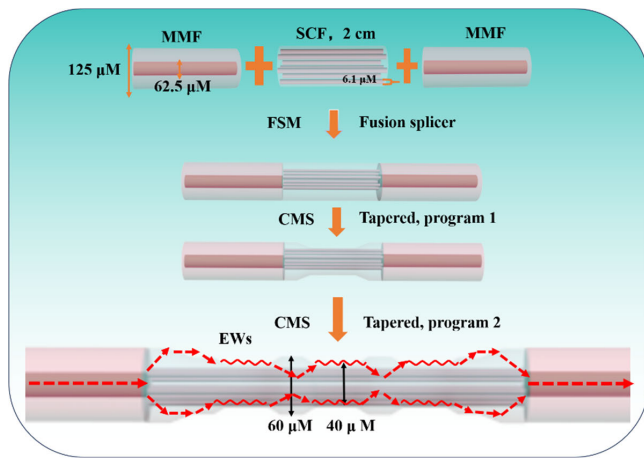 MMF
SCF, 2 cm
MMF
125 μM
62.5 μM
6.1 μM
FSM
Fusion splicer
CMS
Tapered, program 1
CMS
Tapered, program 2
EWs
60 μM
40 μ M